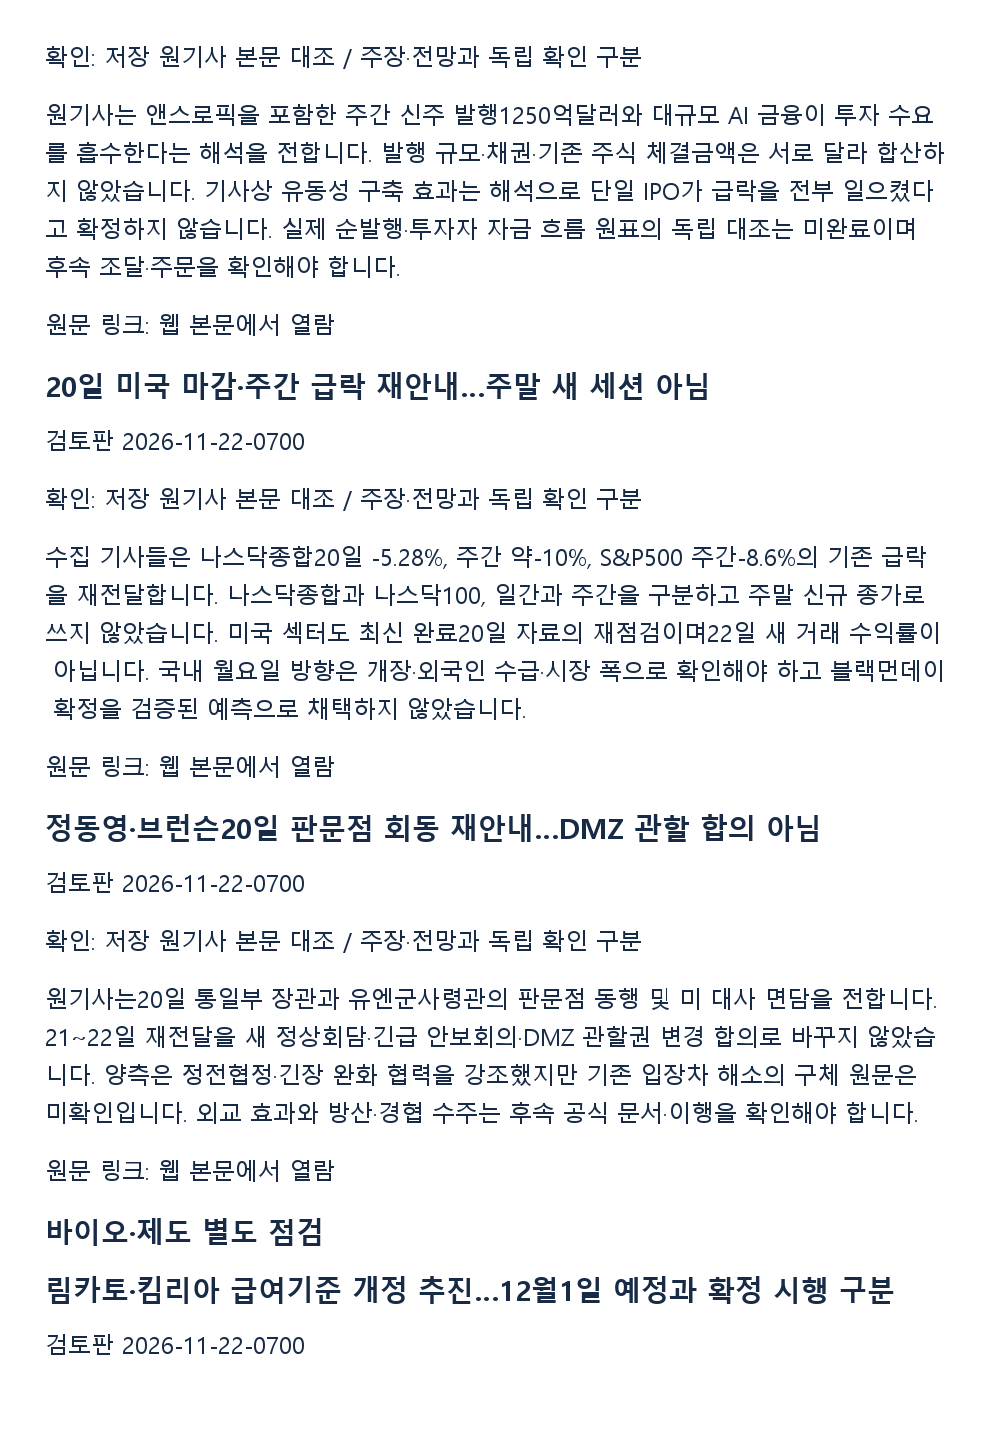 확인: 저장 원기사 본문 대조 / 주장·전망과 독립 확인 구분
원기사는 앤스로픽을 포함한 주간 신주 발행1250억달러와 대규모 AI 금융이 투자 수요
를 흡수한다는 해석을 전합니다. 발행 규모·채권·기존 주식 체결금액은 서로 달라 합산하
지 않았습니다. 기사상 유동성 구축 효과는 해석으로 단일 IPO가 급락을 전부 일으켰다
고 확정하지 않습니다. 실제 순발행·투자자 자금 흐름 원표의 독립 대조는 미완료이며
후속 조달·주문을 확인해야 합니다.
원문 링크: 웹 본문에서 열람
20일 미국 마감·주간 급락 재안내...주말 새 세션 아님
검토판 2026-11-22-0700
확인: 저장 원기사 본문 대조 / 주장·전망과 독립 확인 구분
수집 기사들은 나스닥종합20일 -5.28%, 주간 약-10%, S&P500 주간-8.6%의 기존 급락
을 재전달합니다. 나스닥종합과 나스닥100, 일간과 주간을 구분하고 주말 신규 종가로
쓰지 않았습니다. 미국 섹터도 최신 완료20일 자료의 재점검이며22일 새 거래 수익률이
아닙니다. 국내 월요일 방향은 개장·외국인 수급·시장 폭으로 확인해야 하고 블랙먼데이
확정을 검증된 예측으로 채택하지 않았습니다.
원문 링크: 웹 본문에서 열람
정동영·브런슨20일 판문점 회동 재안내...DMZ 관할 합의 아님
검토판 2026-11-22-0700
확인: 저장 원기사 본문 대조 / 주장·전망과 독립 확인 구분
원기사는20일 통일부 장관과 유엔군사령관의 판문점 동행 및 미 대사 면담을 전합니다.
21~22일 재전달을 새 정상회담·긴급 안보회의·DMZ 관할권 변경 합의로 바꾸지 않았습
니다. 양측은 정전협정·긴장 완화 협력을 강조했지만 기존 입장차 해소의 구체 원문은
미확인입니다. 외교 효과와 방산·경협 수주는 후속 공식 문서·이행을 확인해야 합니다.
원문 링크: 웹 본문에서 열람
바이오·제도 별도 점검
림카토·킴리아 급여기준 개정 추진...12월1일 예정과 확정 시행 구분
검토판 2026-11-22-0700